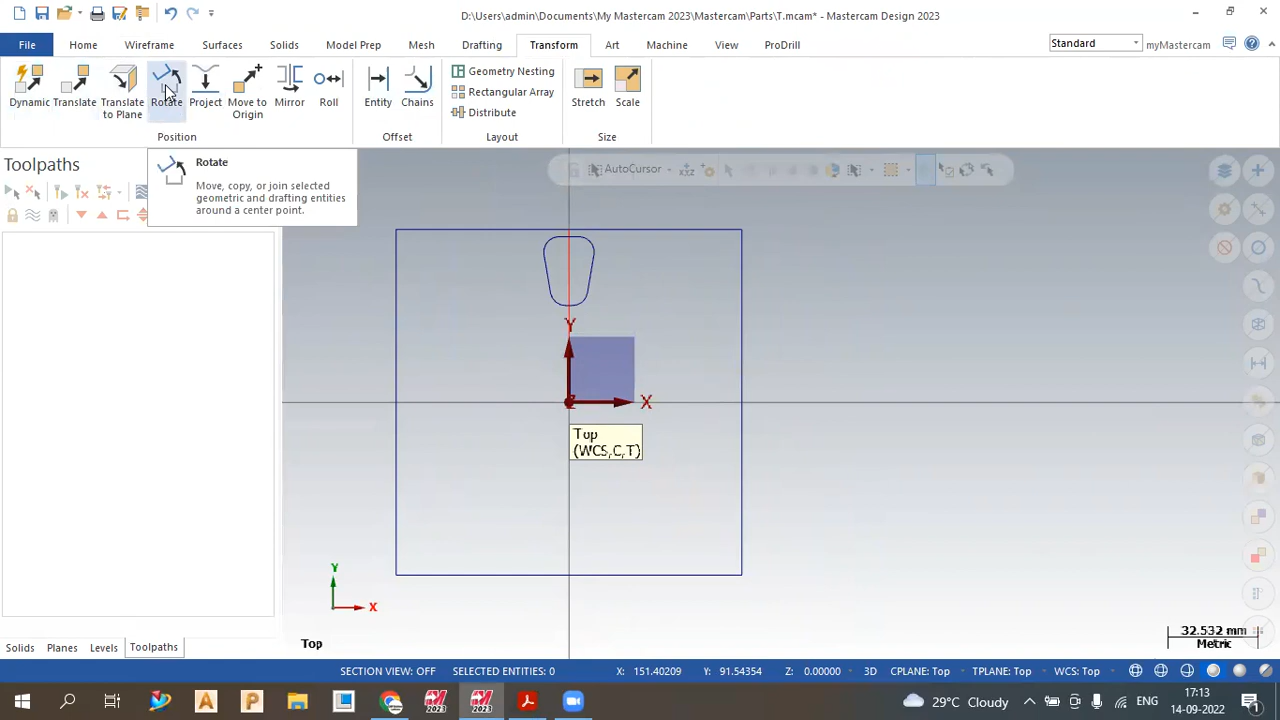 D:\Users\admin\Documents\My Mastercam 2023\Mastercam\Parts\T.mcam* - Mastercam Design 2023
File Home Wireframe Surfaces Solids Model Prep Mesh Drafting Transform Art Machine View ProDrill
Standard
myMastercam
Dynamic
Translate
Translate to Plane
Rotate
Project
Move to Origin
Mirror
Roll
Position
Entity
Chains
Offset
Geometry Nesting
Rectangular Array
Distribute
Layout
Stretch
Scale
Size
Toolpaths
Rotate
Move, copy, or join selected
geometric and drafting entities
around a center point.
AutoCursor
XYZ
Y
X
Z
Top
(WCS,C,T)
Y
X
Top
32.532 mm
Metric
Solids Planes Levels Toolpaths
SECTION VIEW: OFF SELECTED ENTITIES: 0 X: 151.40209 Y: 91.54354 Z: 0.00000 3D CPLANE: Top TPLANE: Top WCS: Top
A
P
2023
2023
29°C Cloudy
ENG
17:13
14-09-2022
1